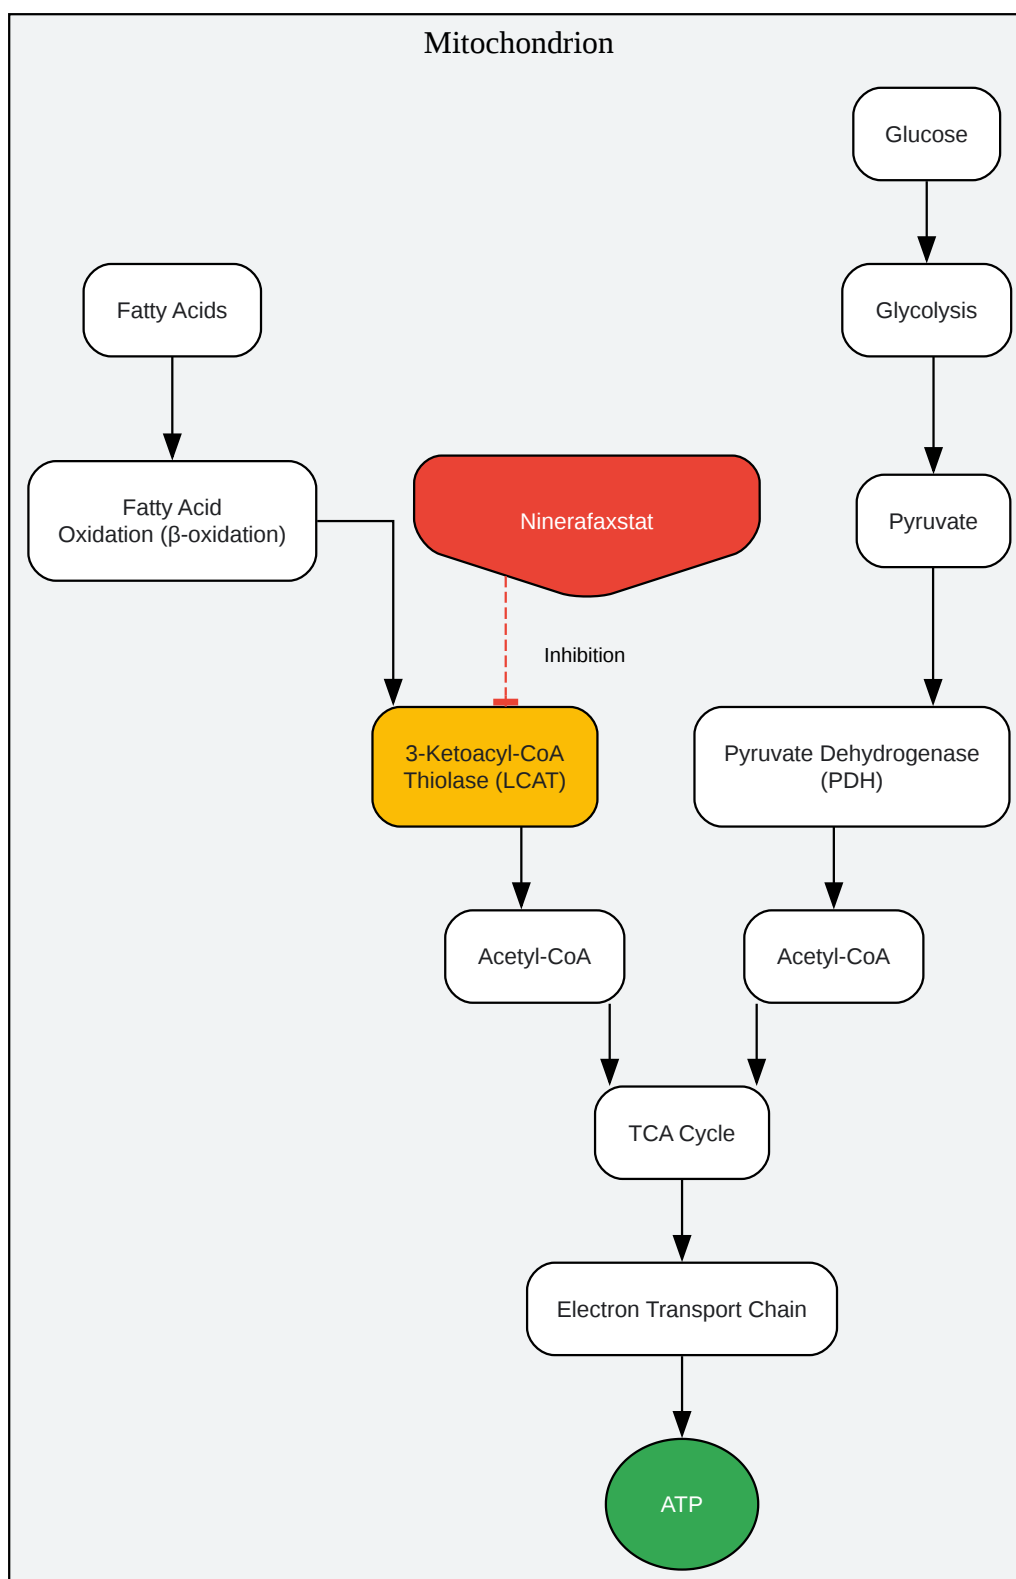 Mitochondrion
Glucose
Fatty Acids
Glycolysis
Fatty Acid
Oxidation (β-oxidation)
Ninerafaxstat
Pyruvate
Inhibition
3-Ketoacyl-CoA
Thiolase (LCAT)
Pyruvate Dehydrogenase
(PDH)
Acetyl-CoA
Acetyl-CoA
TCA Cycle
Electron Transport Chain
ATP